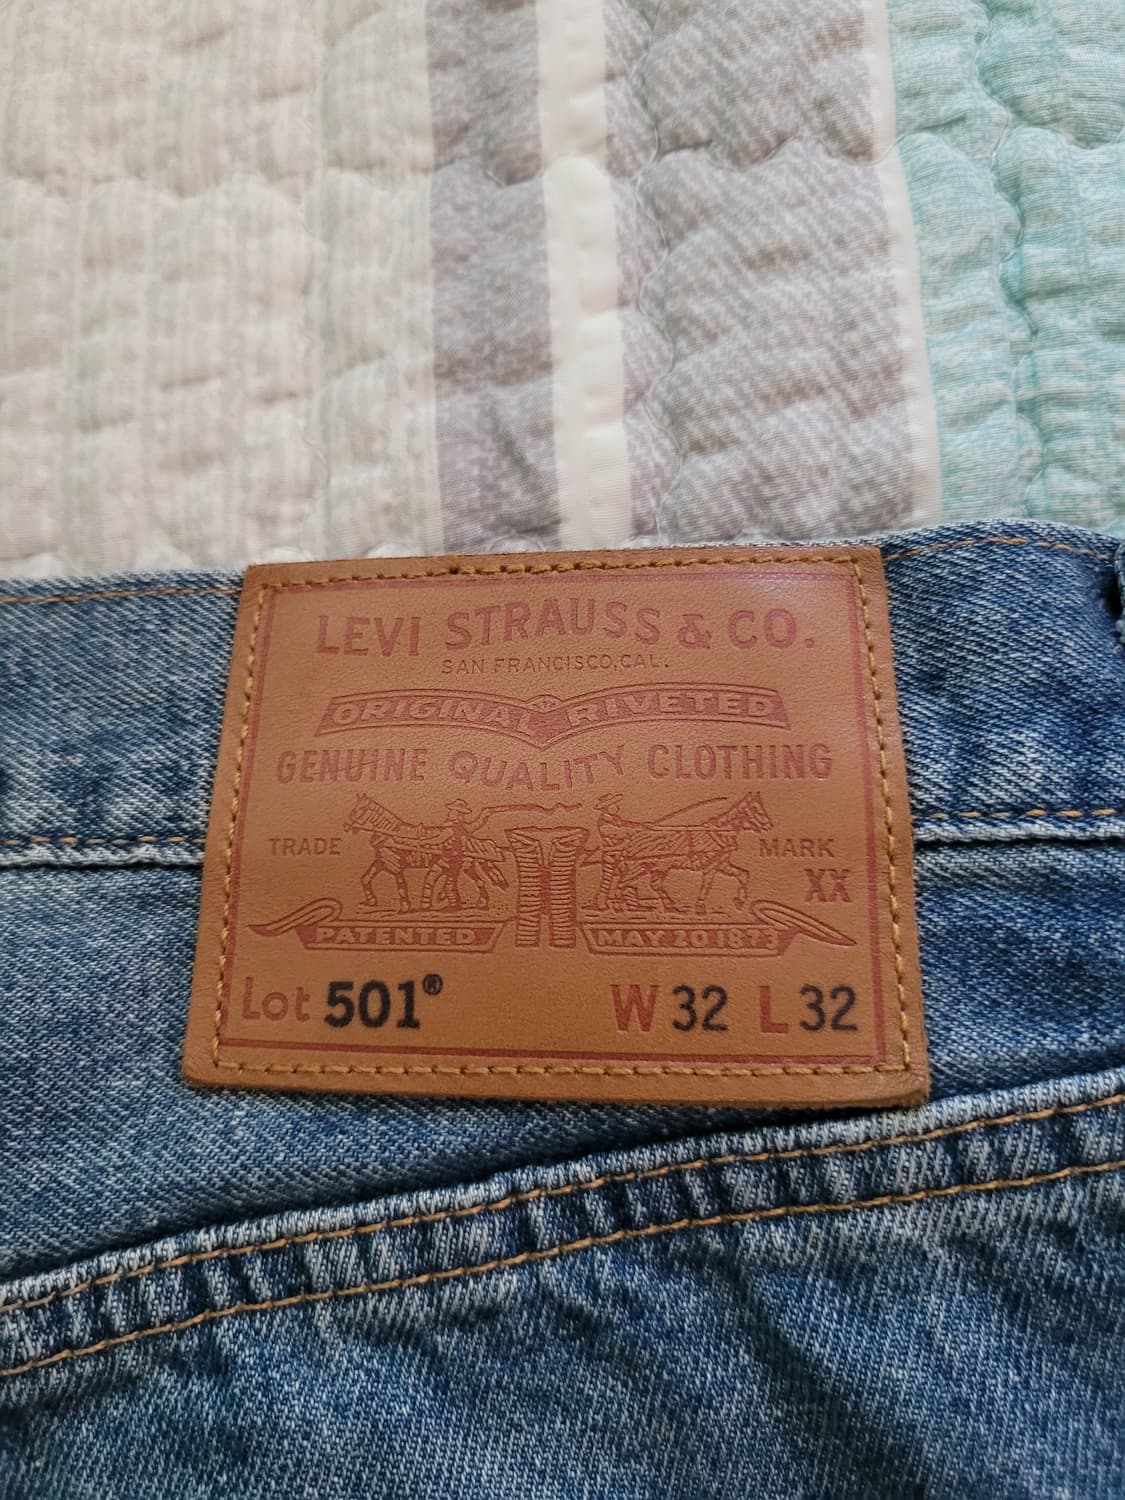 LEVI STRAUSS & CO.
SAN FRANCISCO, CAL.
ORIGINAL RIVETED
GENUINE QUALITY CLOTHING
TRADE MARK
XX
PATENTED MAY 20 1873
Lot 501® W 32 L 32